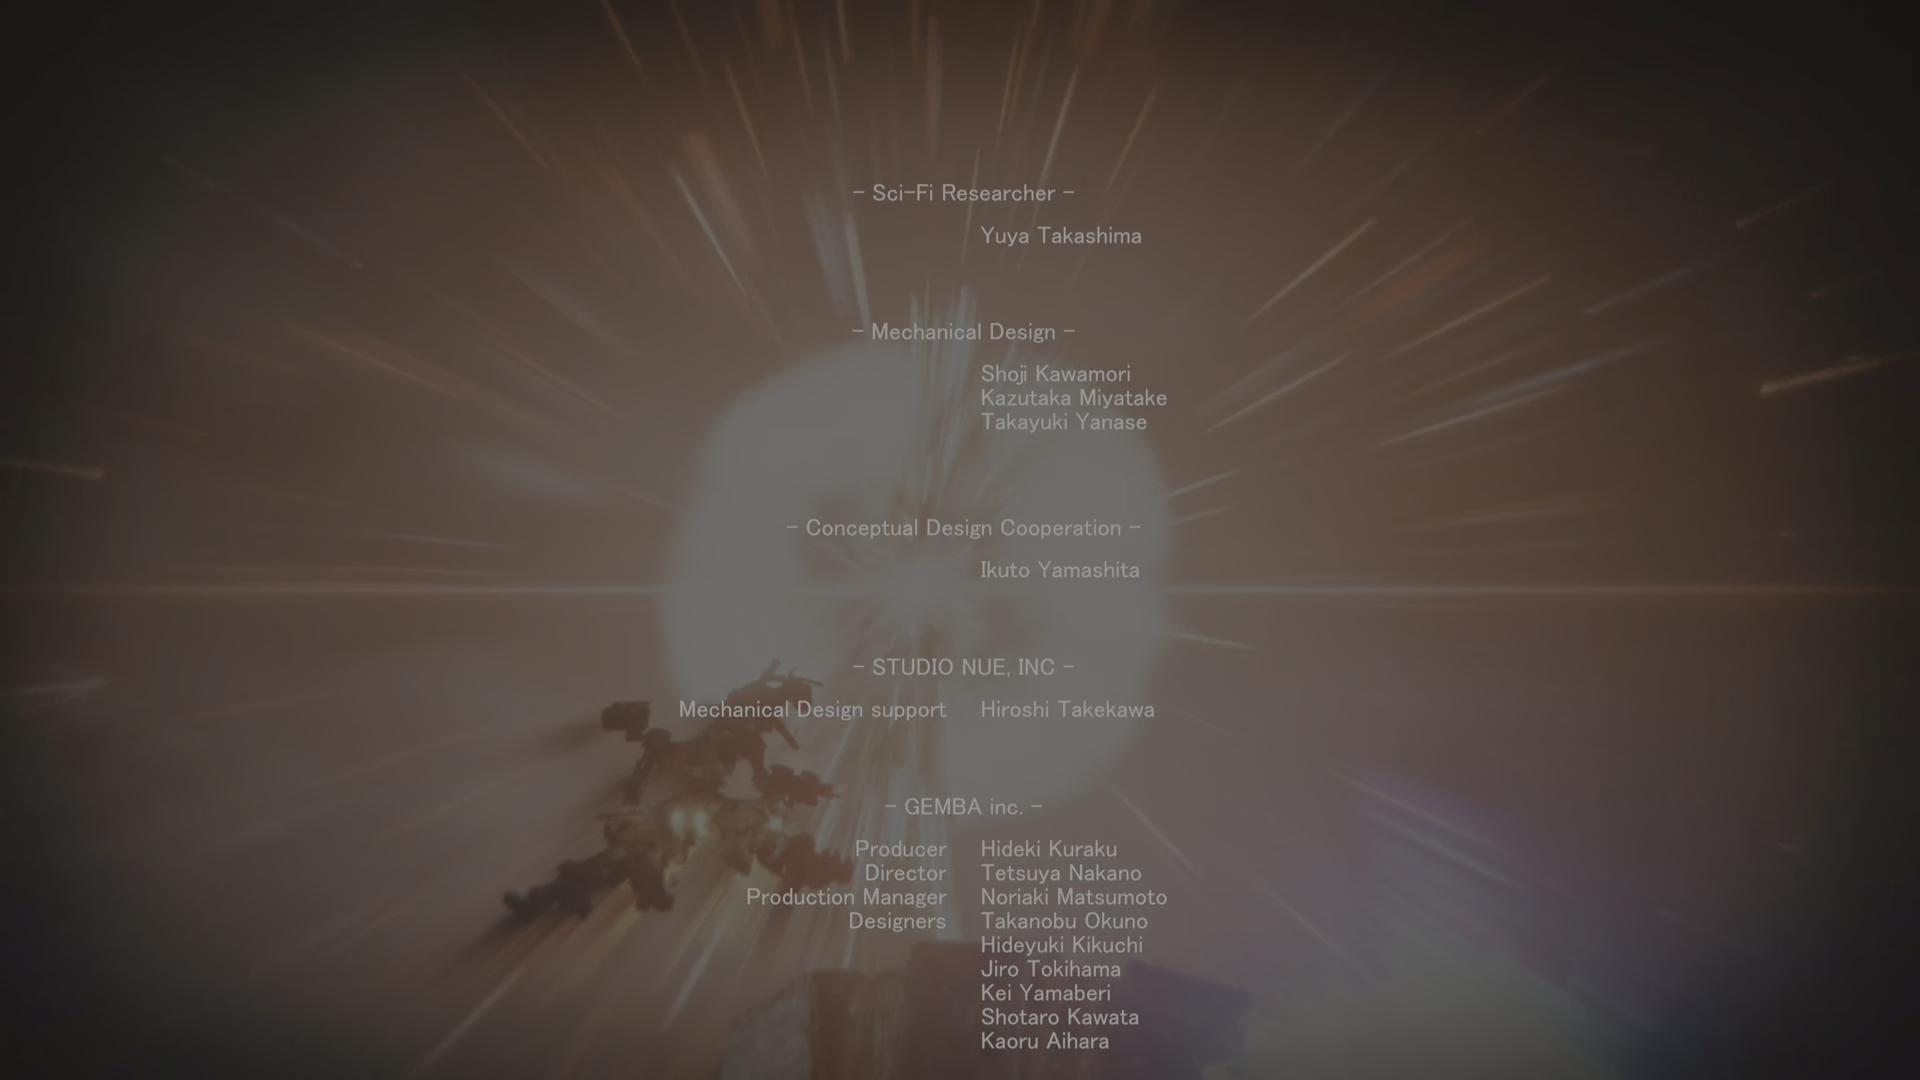 - Sci-Fi Researcher -
Yuya Takashima
- Mechanical Design -
Shoji Kawamori
Kazutaka Miyatake
Takayuki Yanase
- Conceptual Design Cooperation -
Ikuto Yamashita
- STUDIO NUE, INC -
Mechanical Design support Hiroshi Takekawa
- GEMBA inc. -
Producer Hideki Kuraku
Director Tetsuya Nakano
Production Manager Noriaki Matsumoto
Designers Takanobu Okuno
Hideyuki Kikuchi
Jiro Tokihama
Kei Yamaberi
Shotaro Kawata
Kaoru Aihara